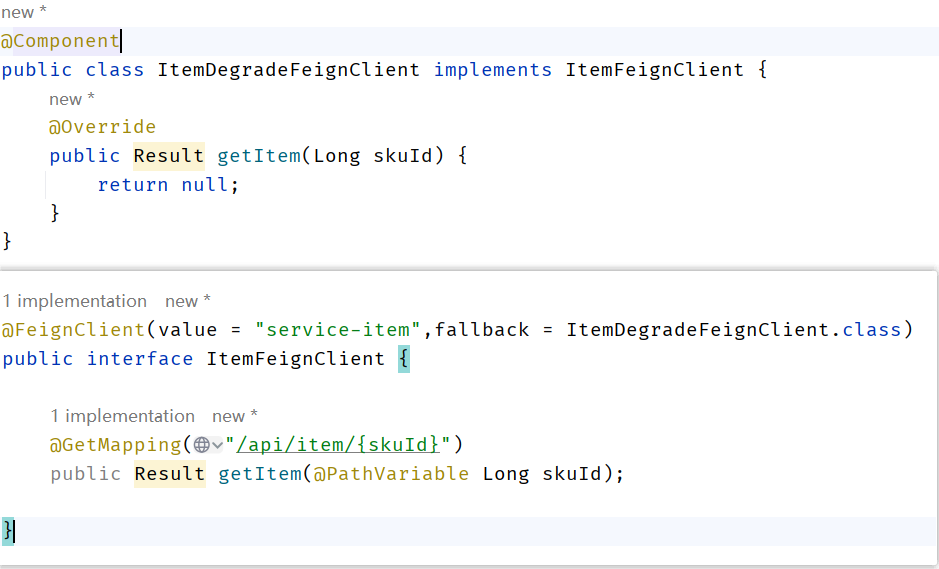 new *
@Component
public class ItemDegradeFeignClient implements ItemFeignClient {
new *
@Override
public Result getItem(Long skuId) {
return null;
}
}
1 implementation new *
@FeignClient(value = "service-item",fallback = ItemDegradeFeignClient.class)
public interface ItemFeignClient {
1 implementation new *
@GetMapping("/api/item/{skuId}")
public Result getItem(@PathVariable Long skuId);
}